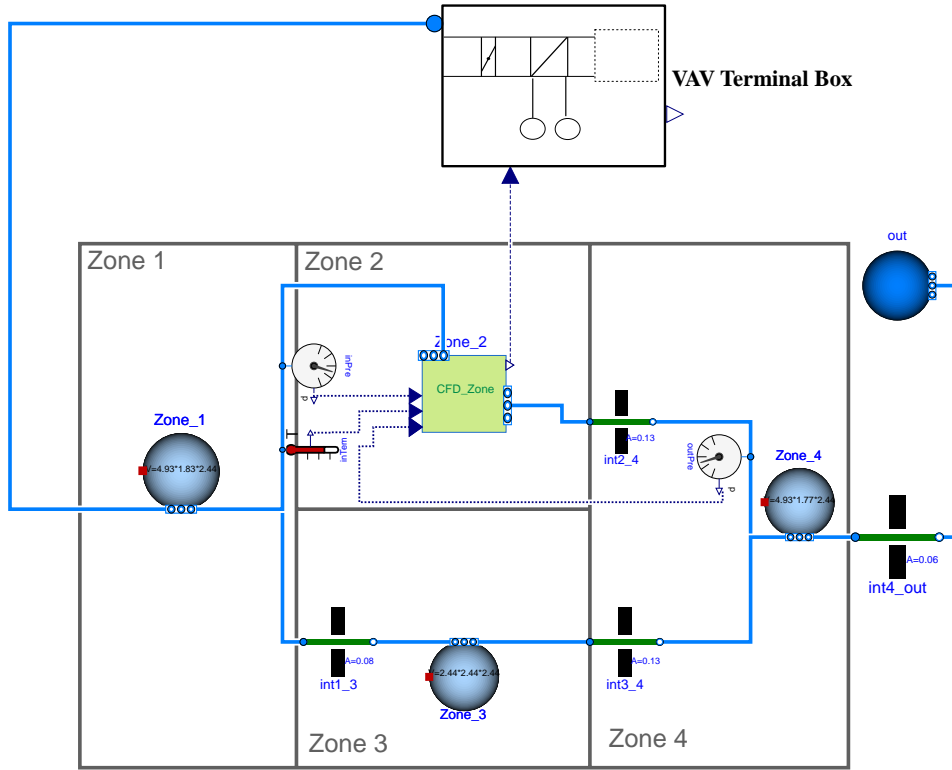 VAV Terminal Box
out
Zone 1
Zone 2
Zone_2
CFD_Zone
inPre
p
T
inTem
Zone_1
V=4.93*1.83*2.44
A=0.13
int2_4
outPre
p
Zone_4
=4.93*1.77*2.44
A=0.06
int4_out
A=0.08
int1_3
=2.44*2.44*2.44
Zone_3
A=0.13
int3_4
Zone 3
Zone 4